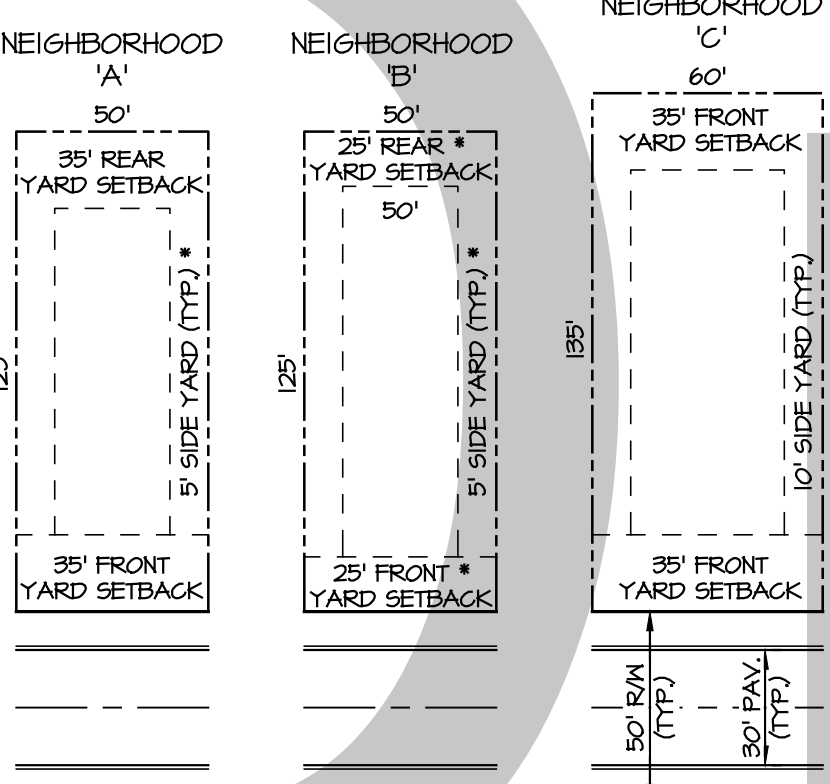 NEIGHBORHOOD
'A'
50'
35' REAR
YARD SETBACK
125'
5' SIDE YARD (TYP.) *
35' FRONT
YARD SETBACK
NEIGHBORHOOD
'B'
50'
25' REAR *
YARD SETBACK
50'
125'
5' SIDE YARD (TYP.) *
25' FRONT *
YARD SETBACK
NEIGHBORHOOD
'C'
60'
35' FRONT
YARD SETBACK
135'
10' SIDE YARD (TYP.)
35' FRONT
YARD SETBACK
50' R/W
(TYP.)
30' PAV.
(TYP.)